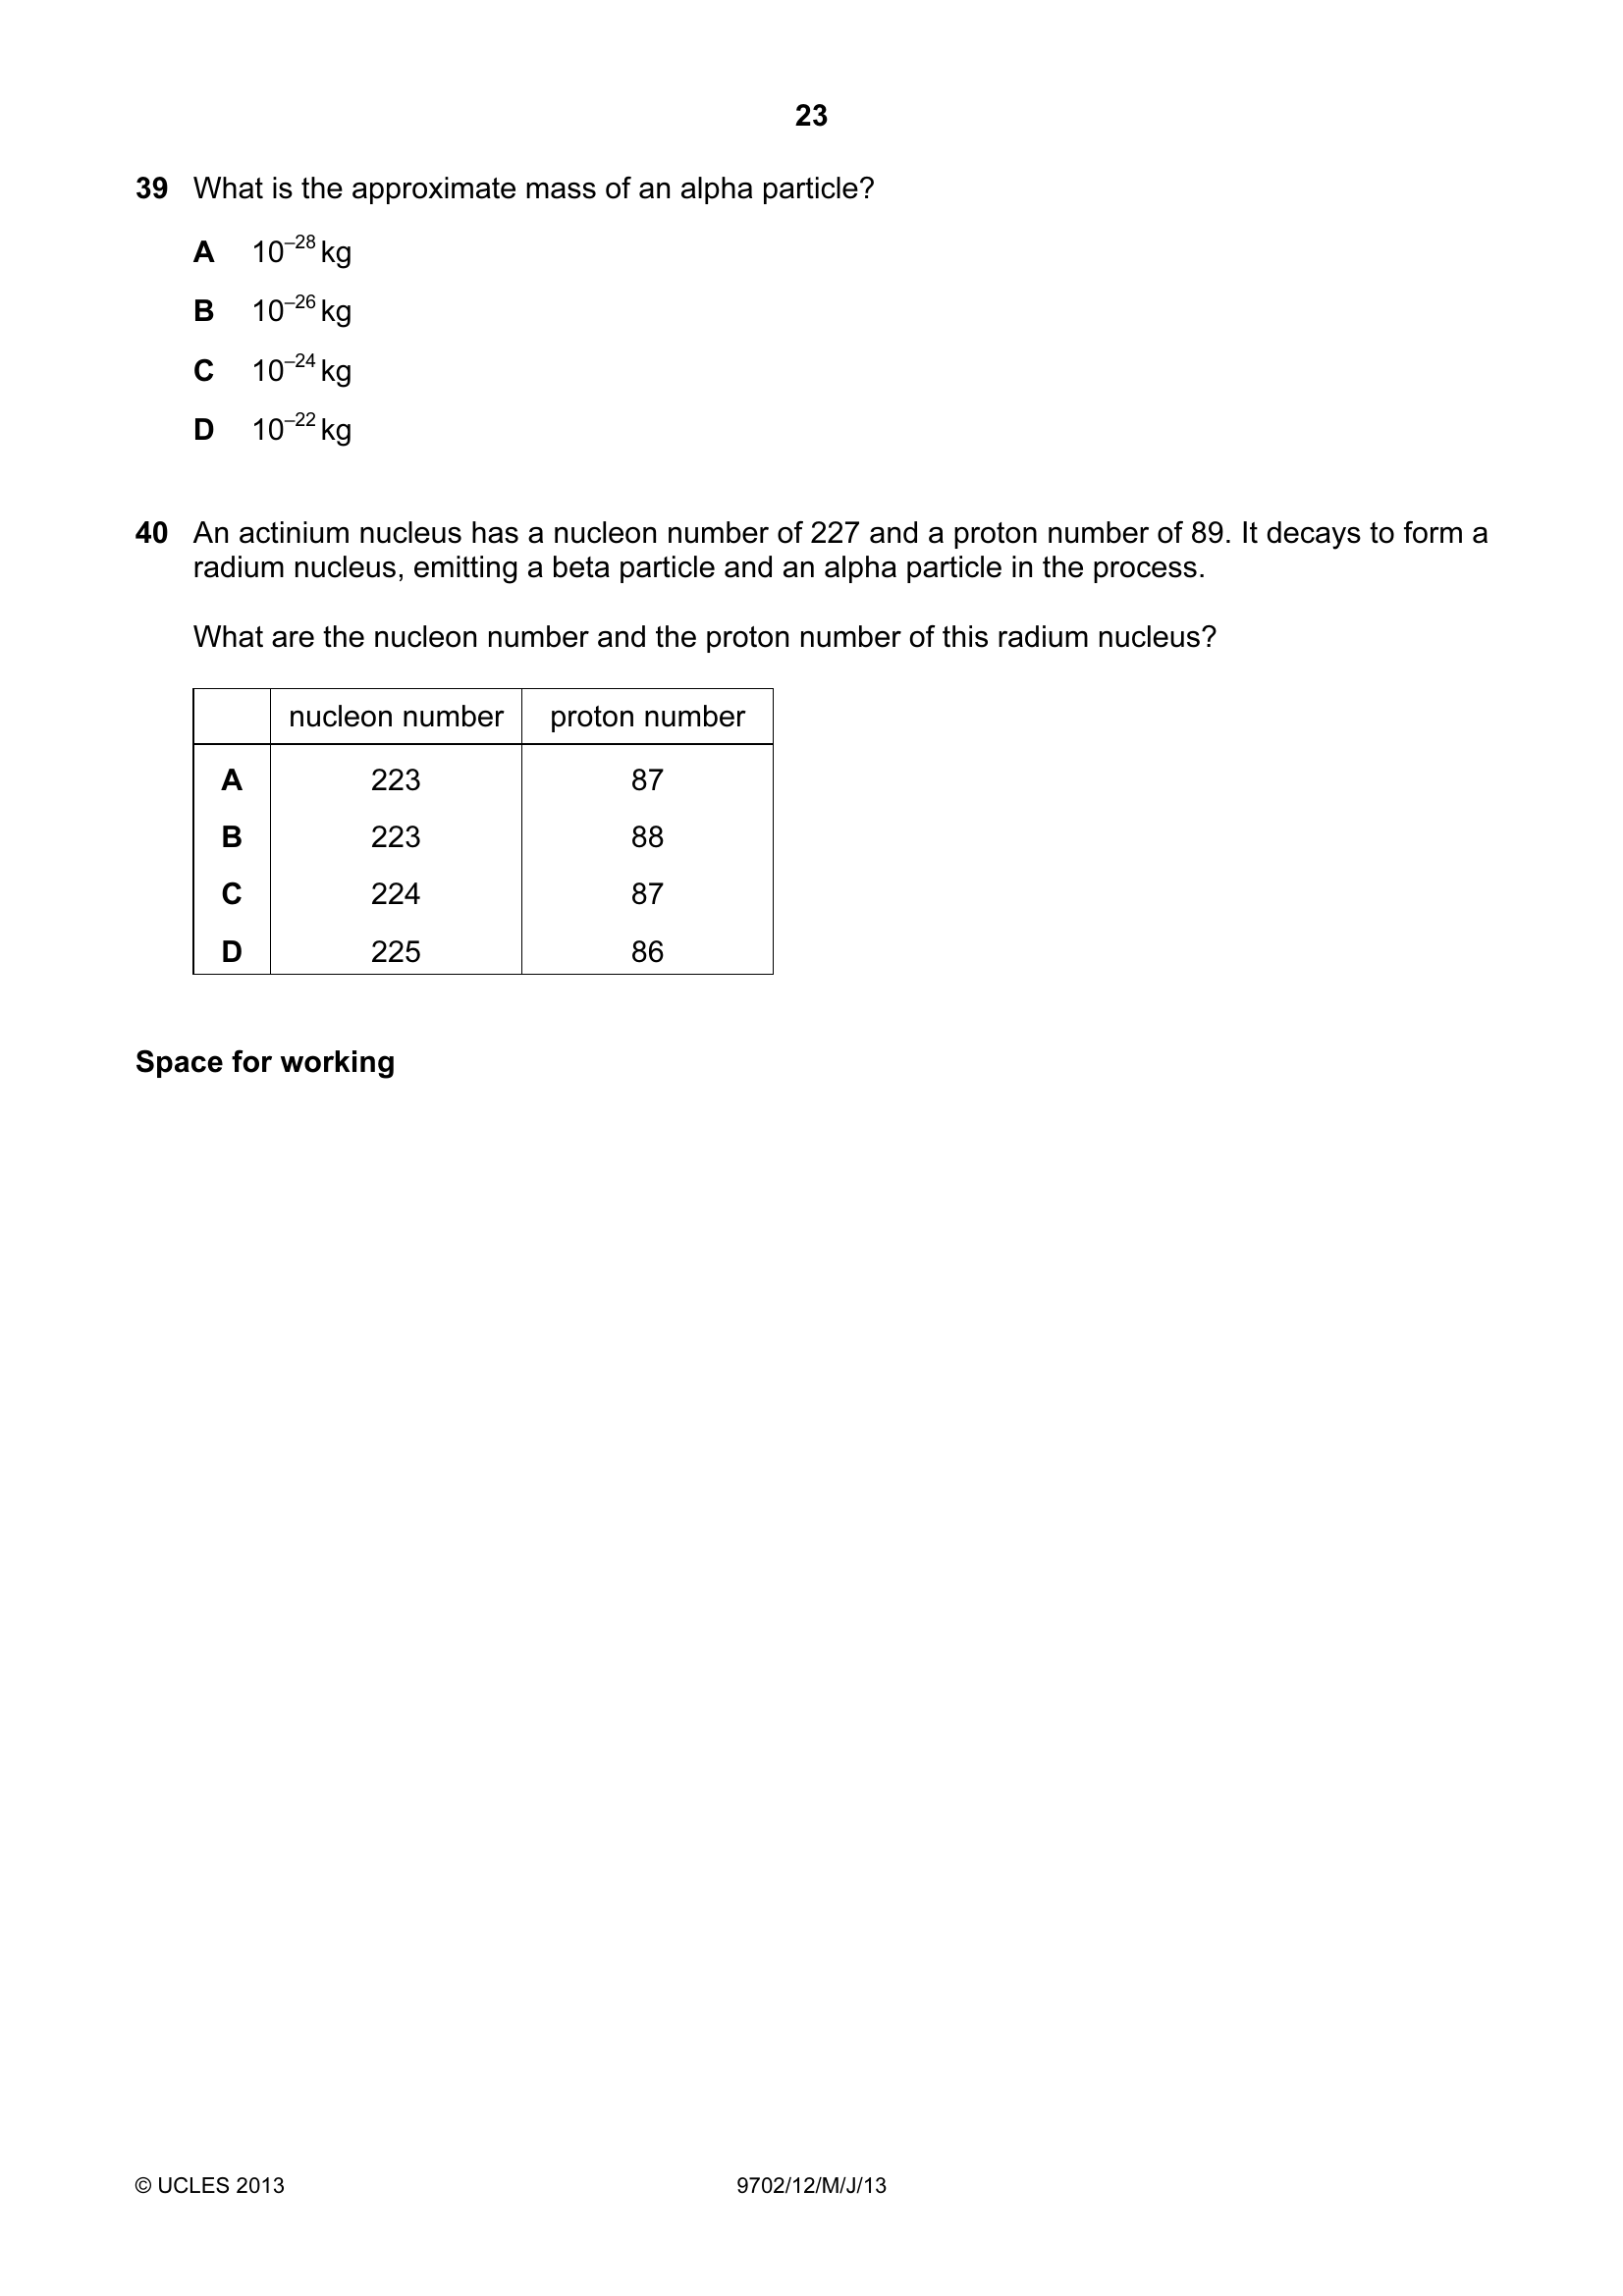 23
39 What is the approximate mass of an alpha particle?
A 10⁻²⁸ kg
B 10⁻²⁶ kg
C 10⁻²⁴ kg
D 10⁻²² kg
40 An actinium nucleus has a nucleon number of 227 and a proton number of 89. It decays to form a
radium nucleus, emitting a beta particle and an alpha particle in the process.
What are the nucleon number and the proton number of this radium nucleus?
nucleon number proton number
A 223 87
B 223 88
C 224 87
D 225 86
Space for working
© UCLES 2013 9702/12/M/J/13